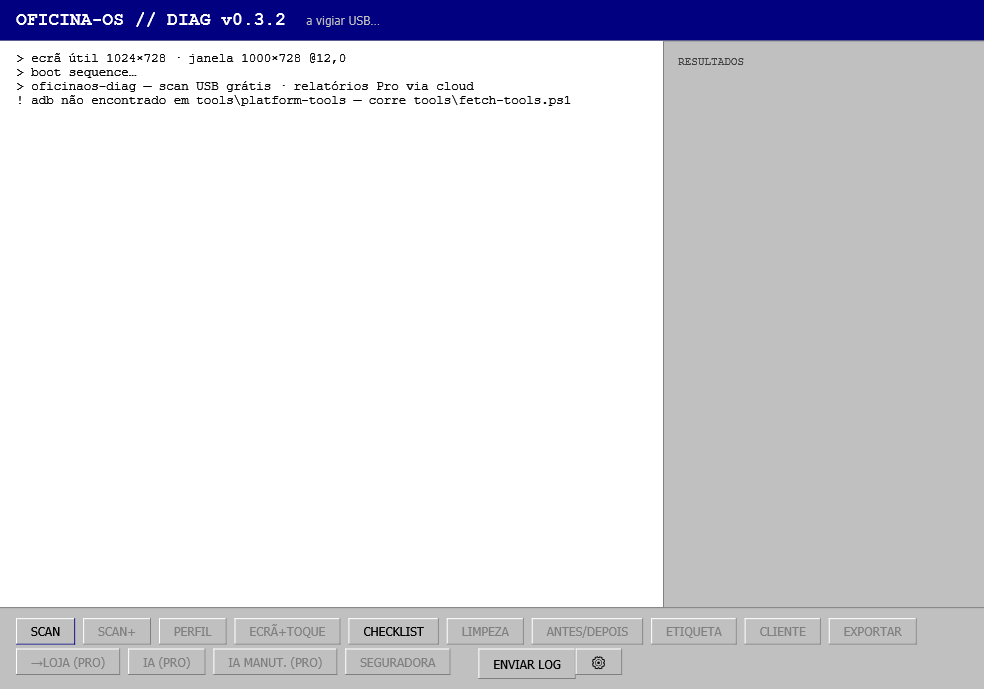 OFICINA-OS // DIAG v0.3.2 a vigiar USB…
> ecrã útil 1024×728 · janela 1000×728 @12,0
> boot sequence…
> oficinaos-diag — scan USB grátis · relatórios Pro via cloud
! adb não encontrado em tools\platform-tools — corre tools\fetch-tools.ps1
RESULTADOS
SCAN SCAN+ PERFIL ECRÃ+TOQUE CHECKLIST LIMPEZA ANTES/DEPOIS ETIQUETA CLIENTE EXPORTAR
→LOJA (PRO) IA (PRO) IA MANUT. (PRO) SEGURADORA ENVIAR LOG